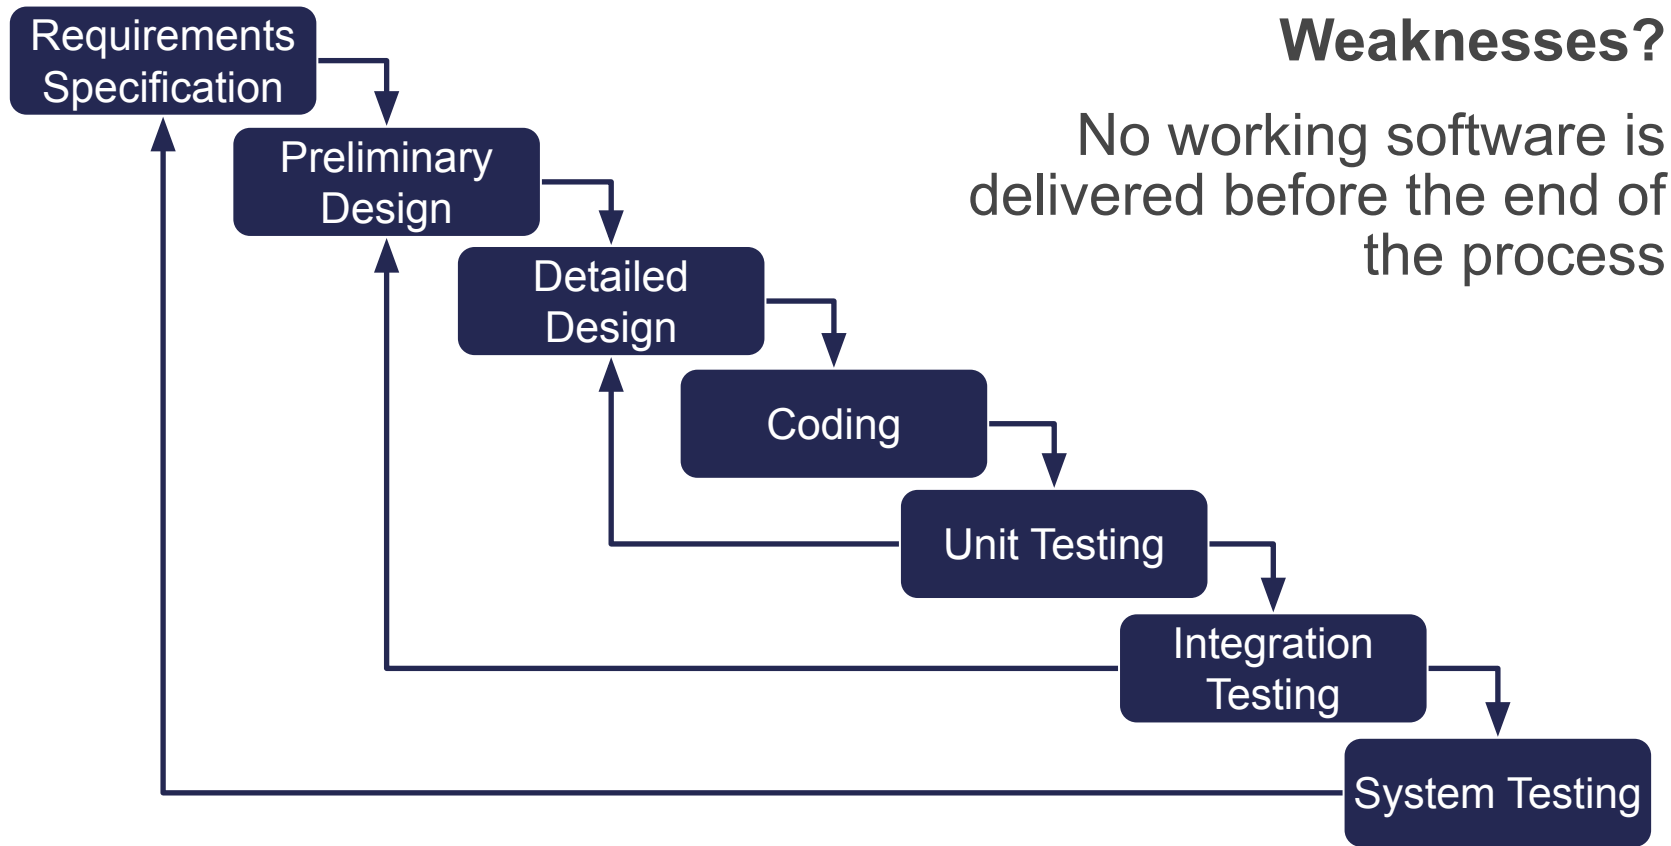 Requirements
Specification
Weaknesses?
No working software is
delivered before the end of
the process
Preliminary
Design
Detailed
Design
Coding
Unit Testing
Integration
Testing
System Testing